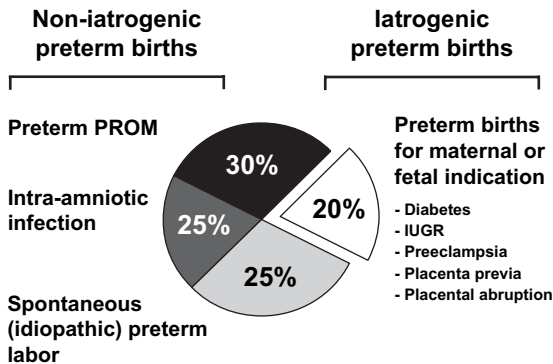 Non-iatrogenic
preterm births
Iatrogenic
preterm births
Preterm PROM
Intra-amniotic
infection
Spontaneous
(idiopathic) preterm
labor
30%
25%
25%
20%
Preterm births
for maternal or
fetal indication
- Diabetes
- IUGR
- Preeclampsia
- Placenta previa
- Placental abruption